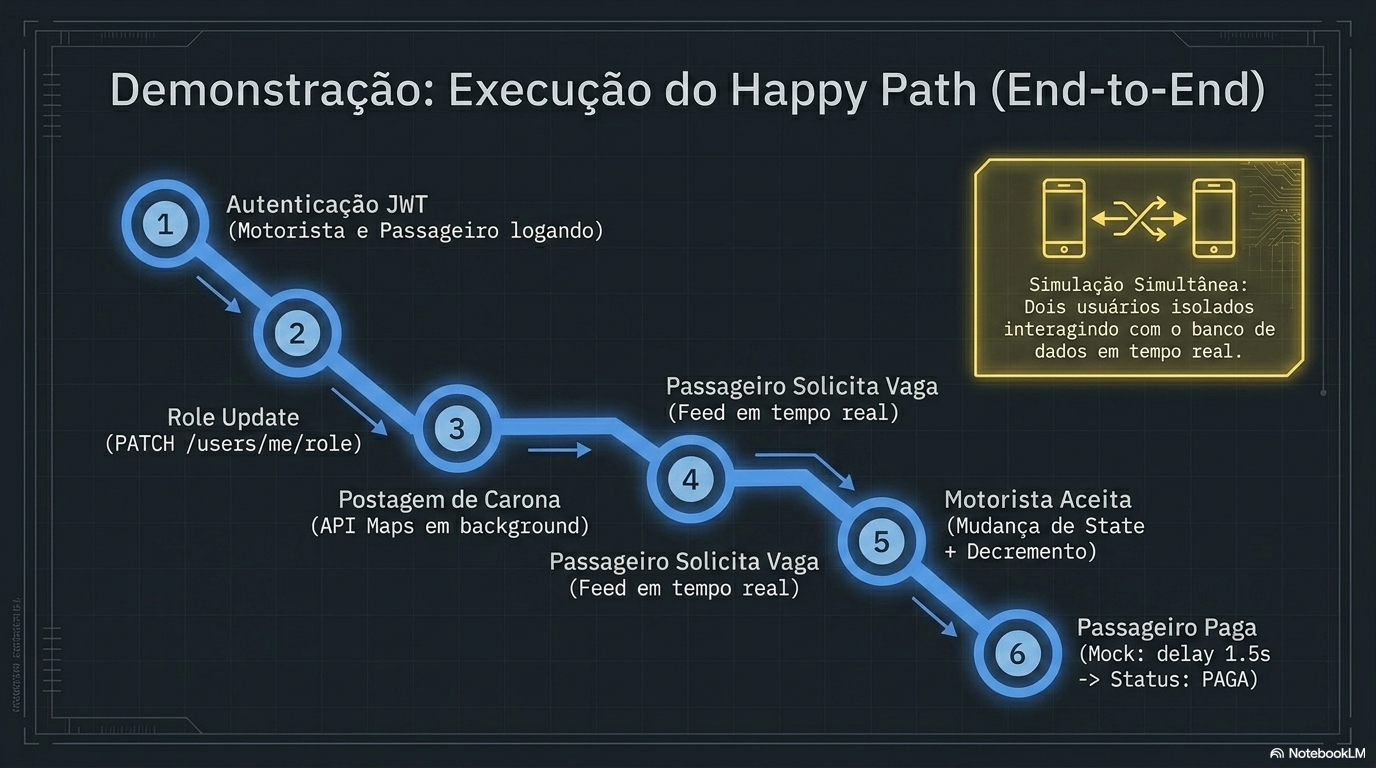 Demonstração: Execução do Happy Path (End-to-End)
1
Autenticação JWT
(Motorista e Passageiro logando)
2
Role Update
(PATCH /users/me/role)
3
Postagem de Carona
(API Maps em background)
Passageiro Solicita Vaga
(Feed em tempo real)
4
Passageiro Solicita Vaga
(Feed em tempo real)
5
Motorista Aceita
(Mudança de State
+ Decremento)
6
Passageiro Paga
(Mock: delay 1.5s
-> Status: PAGA)
Simulação Simultânea:
Dois usuários isolados
interagindo com o banco de
dados em tempo real.
NotebookLM